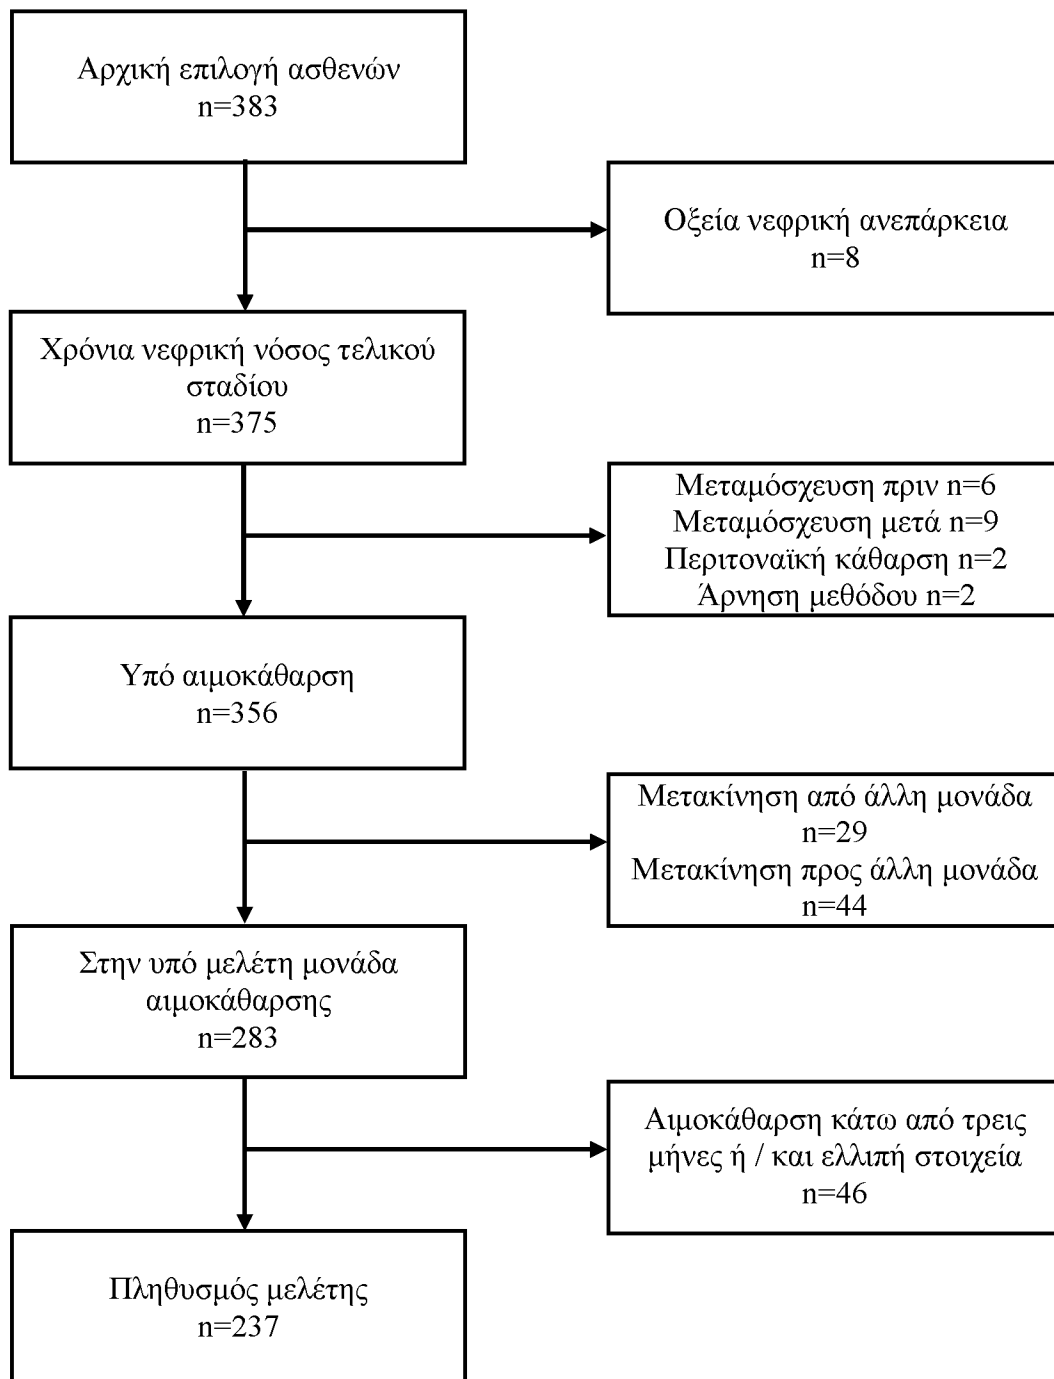 Αρχική επιλογή ασθενών
n=383
Οξεία νεφρική ανεπάρκεια
n=8
Χρόνια νεφρική νόσος τελικού
σταδίου
n=375
Μεταμόσχευση πριν n=6
Μεταμόσχευση μετά n=9
Περιτοναϊκή κάθαρση n=2
Άρνηση μεθόδου n=2
Υπό αιμοκάθαρση
n=356
Μετακίνηση από άλλη μονάδα
n=29
Μετακίνηση προς άλλη μονάδα
n=44
Στην υπό μελέτη μονάδα
αιμοκάθαρσης
n=283
Αιμοκάθαρση κάτω από τρεις
μήνες ή / και ελλιπή στοιχεία
n=46
Πληθυσμός μελέτης
n=237